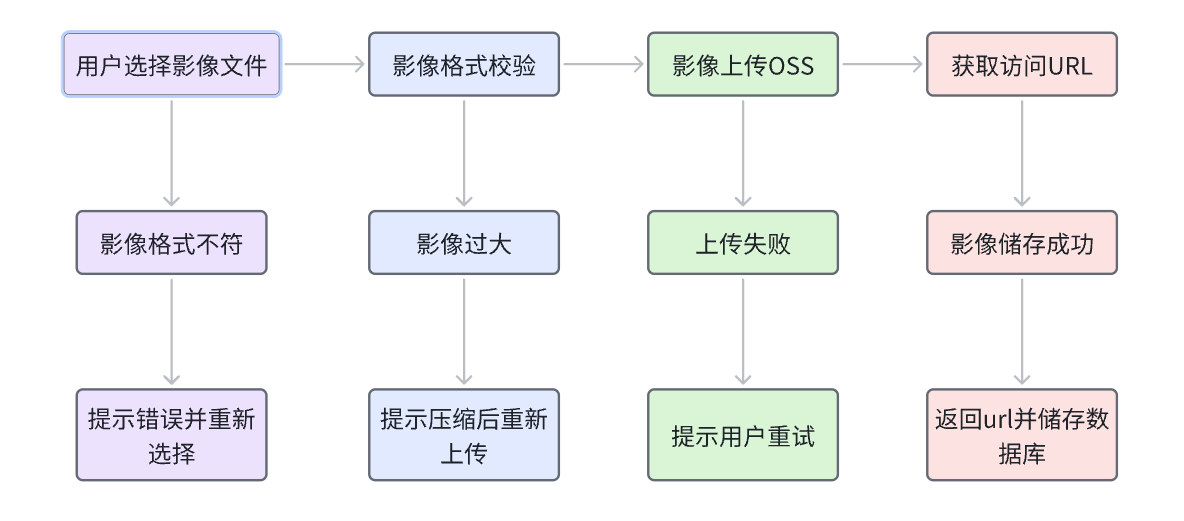 用户选择影像文件
影像格式校验
影像上传OSS
获取访问URL
影像格式不符
影像过大
上传失败
影像储存成功
提示错误并重新
选择
提示压缩后重新
上传
提示用户重试
返回url并储存数
据库